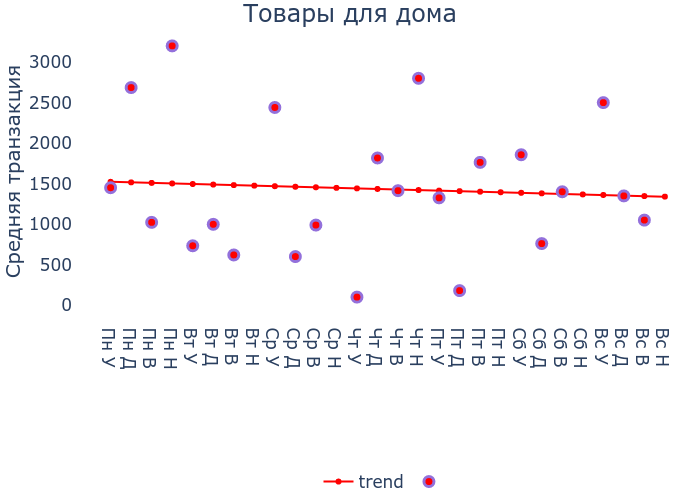 Товары для дома
Средняя транзакция
3000
2500
2000
1500
1000
500
0
Пн У
Пн Д
Пн В
Пн Н
Вт У
Вт Д
Вт В
Вт Н
Ср У
Ср Д
Ср В
Ср Н
Чт У
Чт Д
Чт В
Чт Н
Пт У
Пт Д
Пт В
Пт Н
Сб У
Сб Д
Сб В
Сб Н
Вс У
Вс Д
Вс В
Вс Н
trend